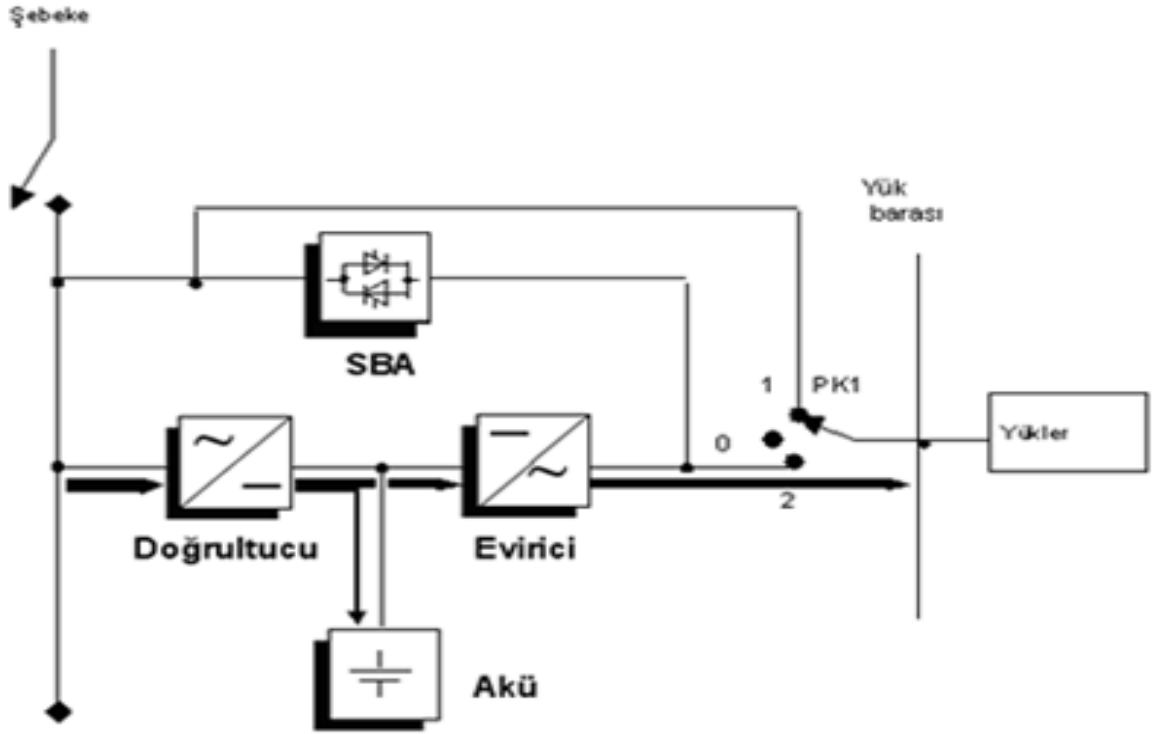 Şebeke
Yük
barası
SBA
1 PK1
0
Yükler
2
Doğrultucu
Evirici
Akü